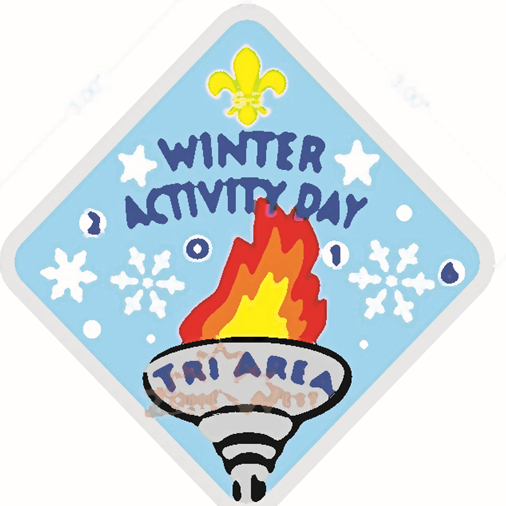 WINTER
ACTIVITY DAY
2 0 1 6
TRI AREA